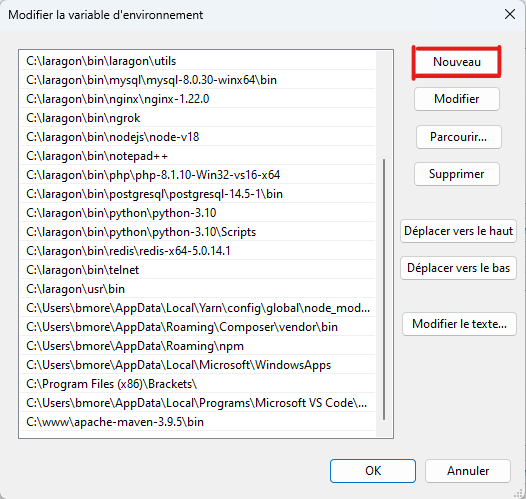 Modifier la variable d'environnement
C:\laragon\bin\laragon\utils
C:\laragon\bin\mysql\mysql-8.0.30-winx64\bin
C:\laragon\bin\nginx\nginx-1.22.0
C:\laragon\bin\ngrok
C:\laragon\bin\nodejs\node-v18
C:\laragon\bin\notepad++
C:\laragon\bin\php\php-8.1.10-Win32-vs16-x64
C:\laragon\bin\postgresql\postgresql-14.5-1\bin
C:\laragon\bin\python\python-3.10
C:\laragon\bin\python\python-3.10\Scripts
C:\laragon\bin\redis\redis-x64-5.0.14.1
C:\laragon\bin\telnet
C:\laragon\usr\bin
C:\Users\bmore\AppData\Local\Yarn\config\global\node_mod...
C:\Users\bmore\AppData\Roaming\Composer\vendor\bin
C:\Users\bmore\AppData\Roaming\npm
C:\Users\bmore\AppData\Local\Microsoft\WindowsApps
C:\Program Files (x86)\Brackets\
C:\Users\bmore\AppData\Local\Programs\Microsoft VS Code\...
C:\www\apache-maven-3.9.5\bin
Nouveau
Modifier
Parcourir...
Supprimer
Déplacer vers le haut
Déplacer vers le bas
Modifier le texte...
OK
Annuler